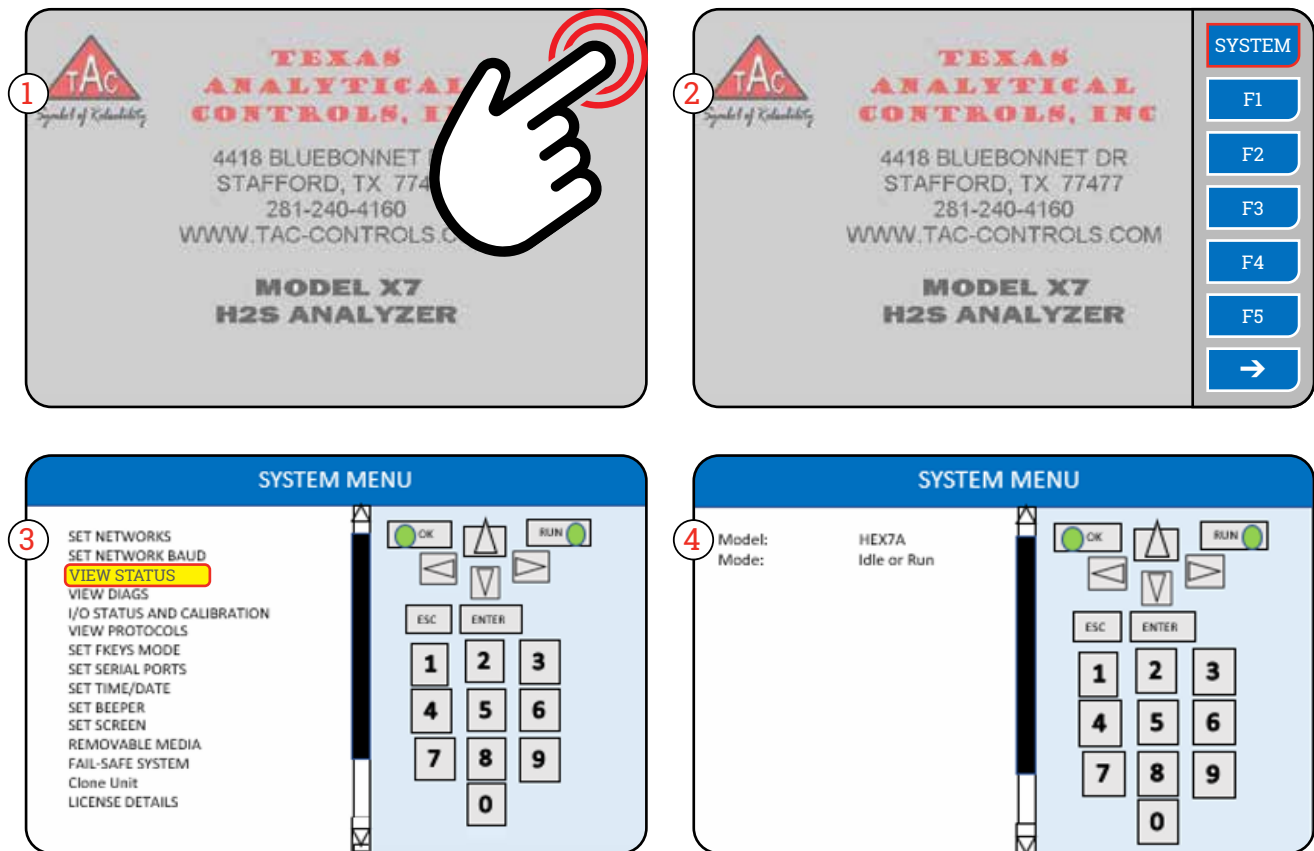 1
TAC
Symbol of Reliability
TEXAS
ANALYTICAL
CONTROLS,
4418 BLUEBONNET
STAFFORD, TX 774
281-240-4160
WWW.TAC-CONTROLS.C
MODEL X7
H2S ANALYZER
2
TAC
Symbol of Reliability
TEXAS
ANALYTICAL
CONTROLS, INC
4418 BLUEBONNET DR
STAFFORD, TX 77477
281-240-4160
WWW.TAC-CONTROLS.COM
MODEL X7
H2S ANALYZER
SYSTEM
F1
F2
F3
F4
F5
SYSTEM MENU
3
SET NETWORKS
SET NETWORK BAUD
VIEW STATUS
VIEW DIAGS
I/O STATUS AND CALIBRATION
VIEW PROTOCOLS
SET FKEYS MODE
SET SERIAL PORTS
SET TIME/DATE
SET BEEPER
SET SCREEN
REMOVABLE MEDIA
FAIL-SAFE SYSTEM
Clone Unit
LICENSE DETAILS
OK RUN
ESC ENTER
1 2 3
4 5 6
7 8 9
0
SYSTEM MENU
4
Model: HEX7A
Mode: Idle or Run
OK RUN
ESC ENTER
1 2 3
4 5 6
7 8 9
0